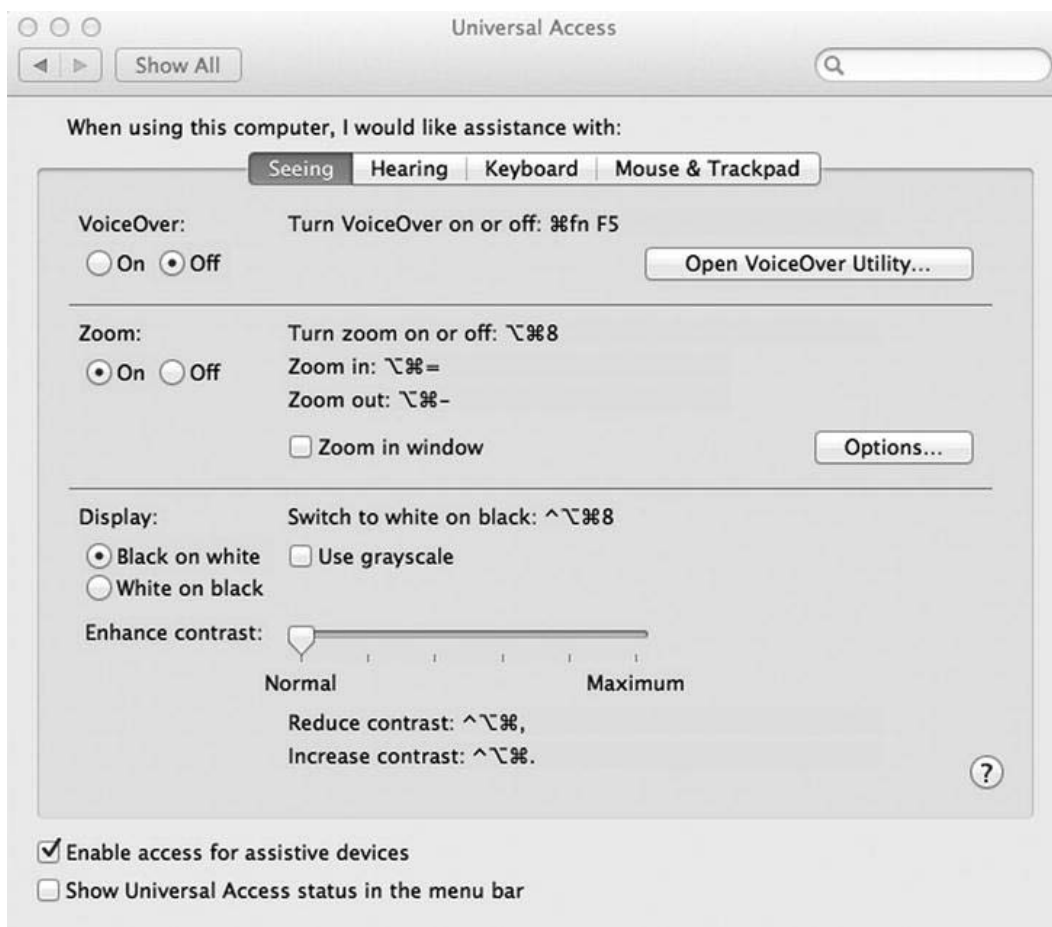 Universal Access
Show All
When using this computer, I would like assistance with:
Seeing Hearing Keyboard Mouse & Trackpad
VoiceOver: Turn VoiceOver on or off: ⌘fn F5
On Off Open VoiceOver Utility...
Zoom: Turn zoom on or off: ⌥⌘8
On Off Zoom in: ⌥⌘=
Zoom out: ⌥⌘-
Zoom in window Options...
Display: Switch to white on black: ^⌥⌘8
Black on white Use grayscale
White on black
Enhance contrast:
Normal Maximum
Reduce contrast: ^⌥⌘,
Increase contrast: ^⌥⌘.
?
Enable access for assistive devices
Show Universal Access status in the menu bar